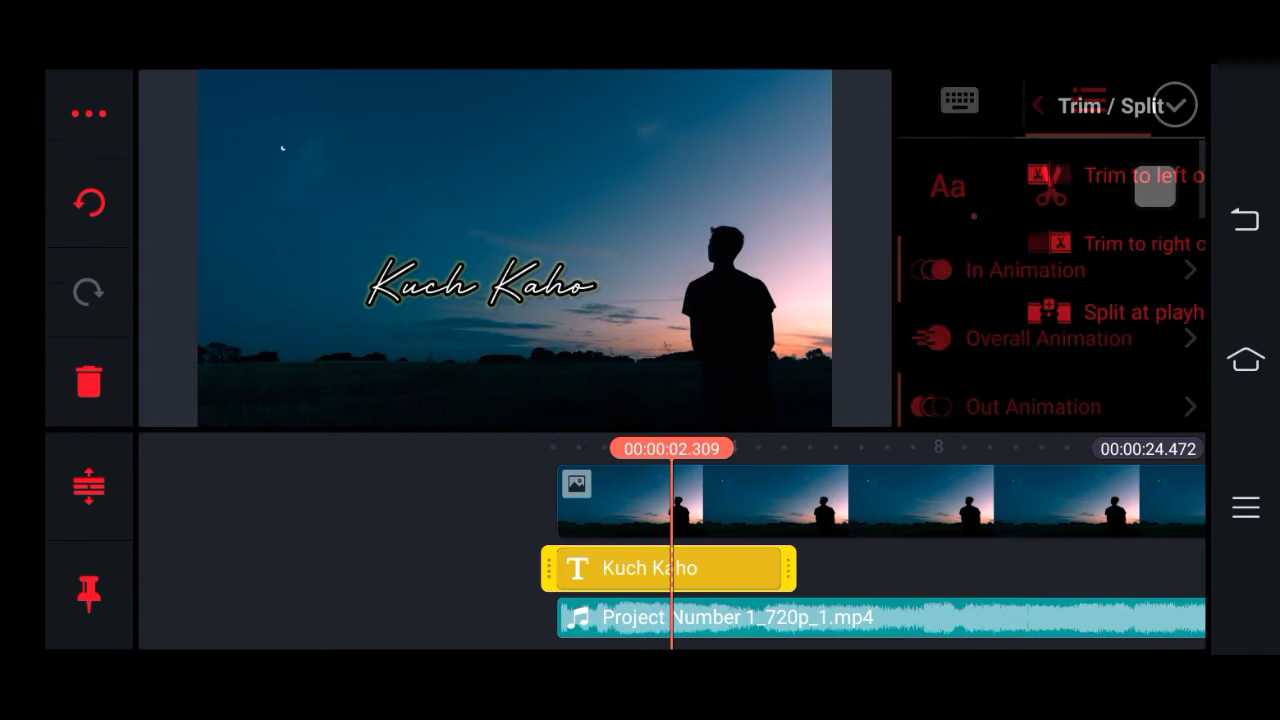 Trim / Split
Aa
Trim to left o
Trim to right o
In Animation
Split at playh
Overall Animation
Out Animation
Kuch Kaho
00:00:02.309
8
00:00:24.472
T Kuch Kaho
Project Number 1_720p_1.mp4